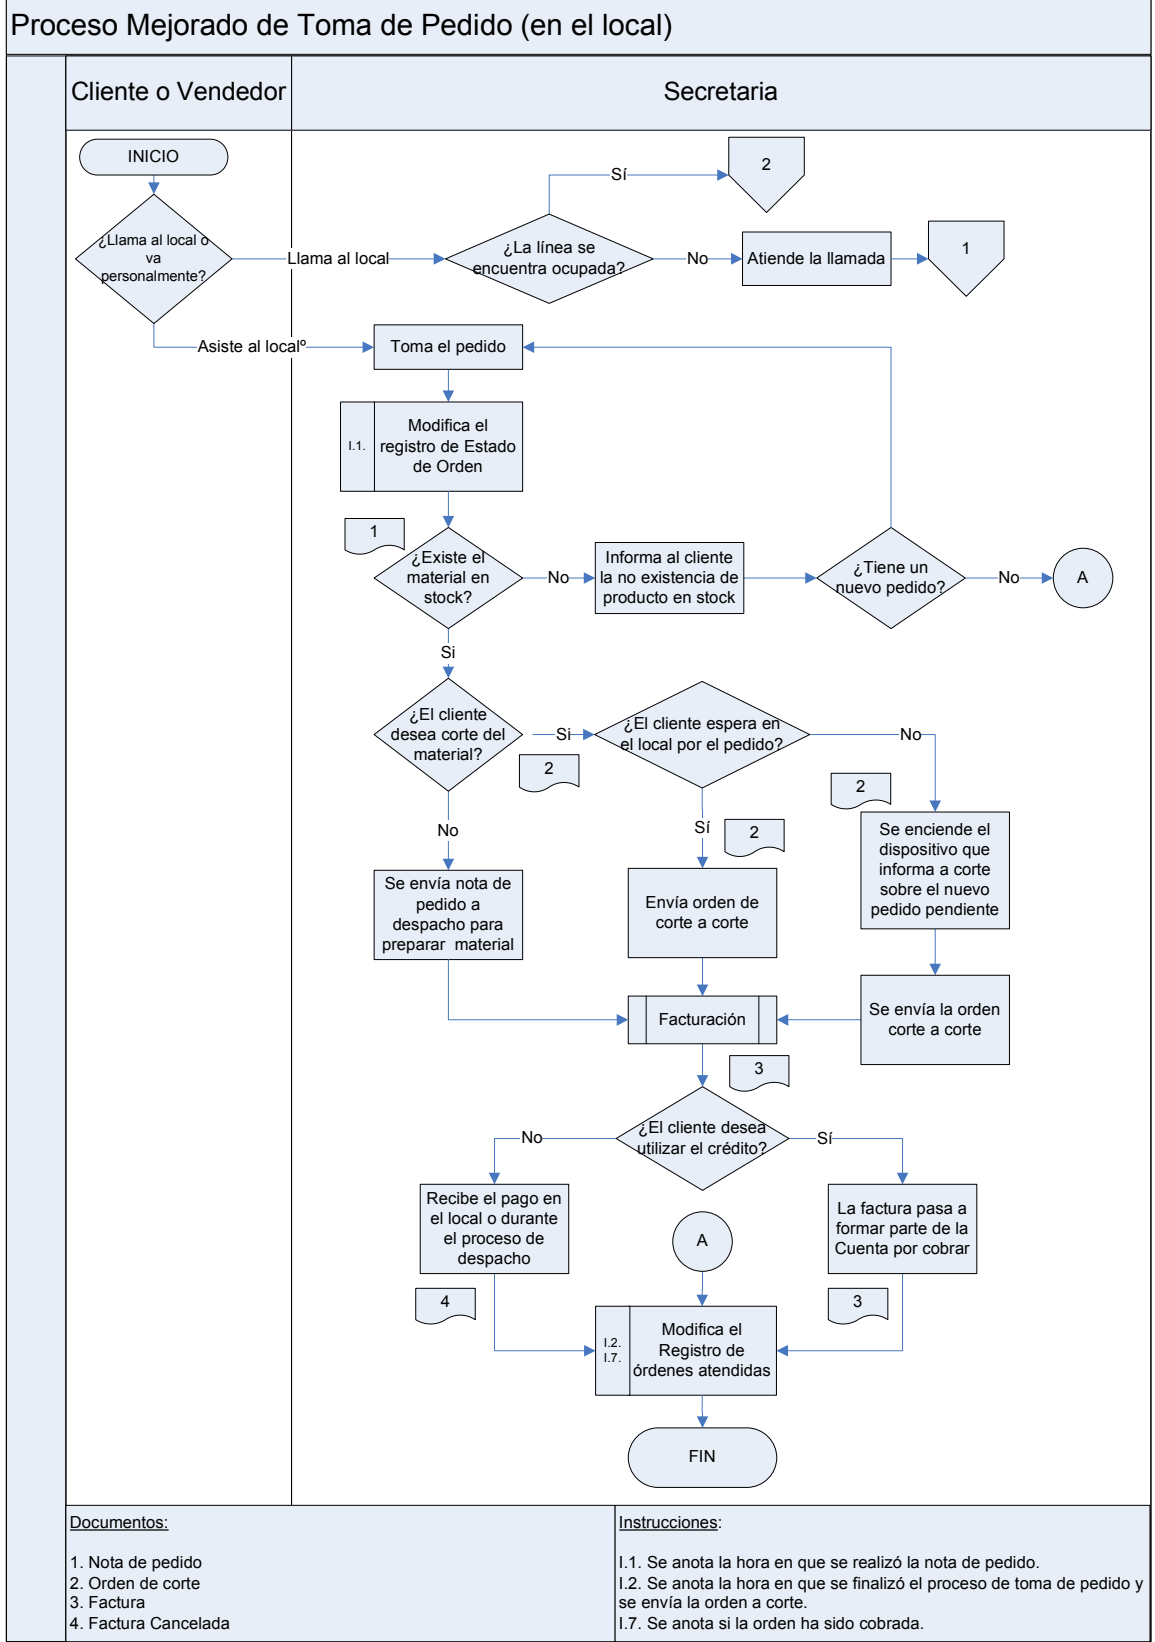 Proceso Mejorado de Toma de Pedido (en el local)
Cliente o Vendedor
Secretaria
INICIO
2
Sí
¿Llama al local o
va
personalmente?
Llama al local
¿La línea se
encuentra ocupada?
No
Atiende la llamada
1
Asiste al localº
Toma el pedido
I.1.
Modifica el
registro de Estado
de Orden
1
¿Existe el
material en
stock?
No
Informa al cliente
la no existencia de
producto en stock
¿Tiene un
nuevo pedido?
No
A
Si
¿El cliente
desea corte del
material?
Si
2
¿El cliente espera en
el local por el pedido?
No
2
No
Sí
2
Se enciende el
dispositivo que
informa a corte
sobre el nuevo
pedido pendiente
Se envía nota de
pedido a
despacho para
preparar  material
Envía orden de
corte a corte
Facturación
Se envía la orden
corte a corte
3
¿El cliente desea
utilizar el crédito?
No
Sí
Recibe el pago en
el local o durante
el proceso de
despacho
A
La factura pasa a
formar parte de la
Cuenta por cobrar
4
3
I.2.
I.7.
Modifica el
Registro de
órdenes atendidas
FIN
Documentos:
1. Nota de pedido
2. Orden de corte
3. Factura
4. Factura Cancelada
Instrucciones:
I.1. Se anota la hora en que se realizó la nota de pedido.
I.2. Se anota la hora en que se finalizó el proceso de toma de pedido y
se envía la orden a corte.
I.7. Se anota si la orden ha sido cobrada.